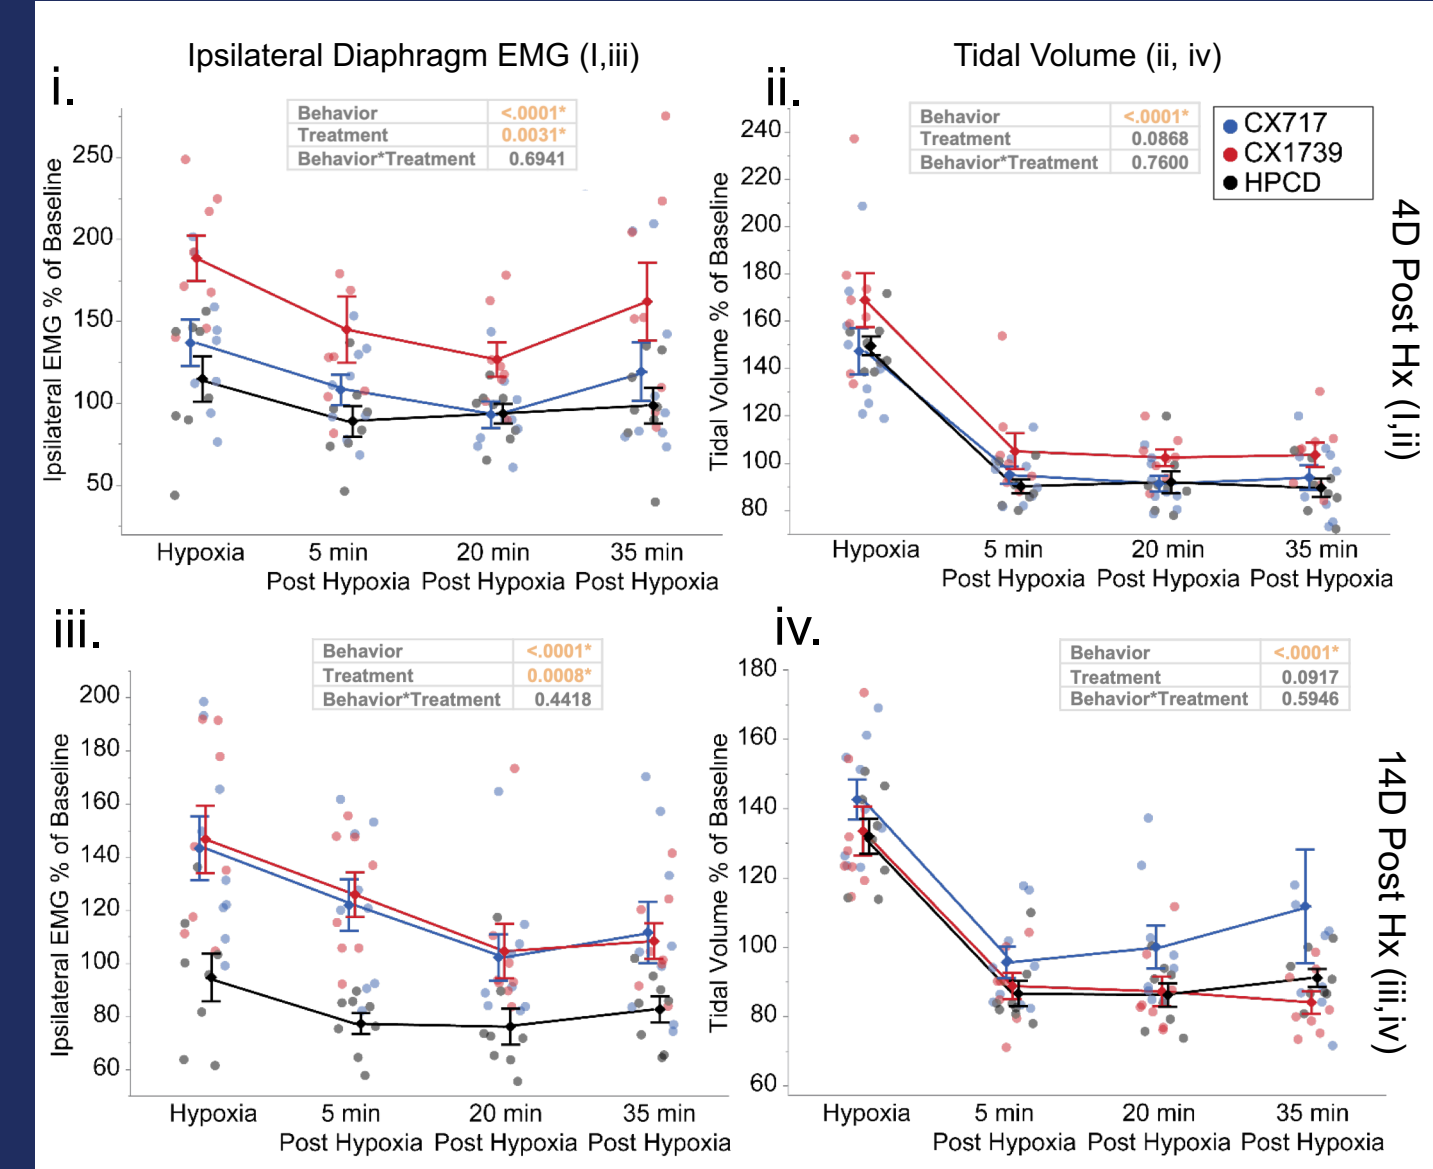 Ipsilateral Diaphragm EMG (I,iii)
Tidal Volume (ii, iv)
i.
Behavior <.0001*
Treatment 0.0031*
Behavior*Treatment 0.6941
Ipsilateral EMG % of Baseline
250
200
150
100
50
Hypoxia
5 min
Post Hypoxia
20 min
Post Hypoxia
35 min
Post Hypoxia
ii.
Behavior <.0001*
Treatment 0.0868
Behavior*Treatment 0.7600
CX717
CX1739
HPCD
Tidal Volume % of Baseline
240
220
200
180
160
140
120
100
80
Hypoxia
5 min
Post Hypoxia
20 min
Post Hypoxia
35 min
Post Hypoxia
4D Post Hx (I,ii)
iii.
Behavior <.0001*
Treatment 0.0008*
Behavior*Treatment 0.4418
Ipsilateral EMG % of Baseline
200
180
160
140
120
100
80
60
Hypoxia
5 min
Post Hypoxia
20 min
Post Hypoxia
35 min
Post Hypoxia
iv.
Behavior <.0001*
Treatment 0.0917
Behavior*Treatment 0.5946
Tidal Volume % of Baseline
180
160
140
120
100
80
60
Hypoxia
5 min
Post Hypoxia
20 min
Post Hypoxia
35 min
Post Hypoxia
14D Post Hx (iii,iv)